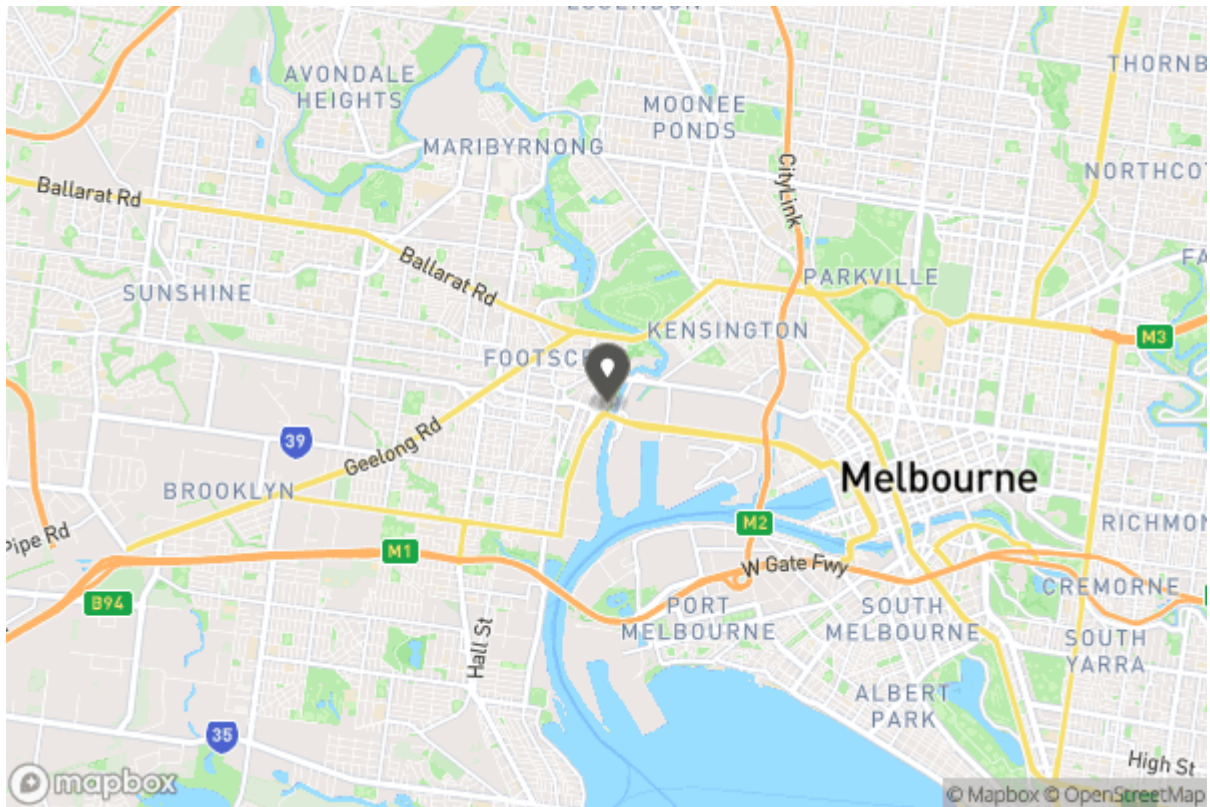 AVONDALE
HEIGHTS
THORNB
MOONEE
PONDS
MARIBYRNONG
CityLink
NORTHCOT
Ballarat Rd
Ballarat Rd
PARKVILLE
FA
SUNSHINE
KENSINGTON
M3
FOOTSCR
39
Geelong Rd
Melbourne
BROOKLYN
M2
RICHMON
Pipe Rd
M1
W Gate Fwy
B94
CREMORNE
PORT
MELBOURNE
SOUTH
MELBOURNE
Hall St
SOUTH
YARRA
ALBERT
PARK
35
High St
mapbox
© Mapbox © OpenStreetMap